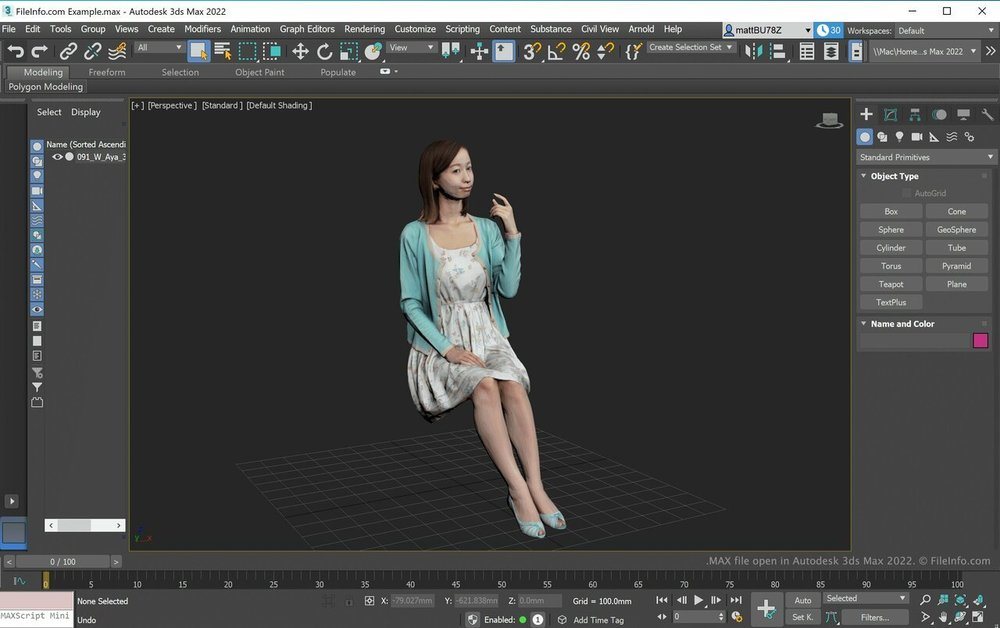 FileInfo.com Example.max - Autodesk 3ds Max 2022
File Edit Tools Group Views Create Modifiers Animation Graph Editors Rendering Customize Scripting Content Substance Civil View Arnold Help mattBU78Z 30 Workspaces: Default
All View Create Selection Set \\Mac\Home...s Max 2022
Modeling Freeform Selection Object Paint Populate
Polygon Modeling
Select Display
[+] [Perspective] [Standard] [Default Shading]
Name (Sorted Ascendi
091_W_Aya_3
Standard Primitives
Object Type
AutoGrid
Box Cone
Sphere GeoSphere
Cylinder Tube
Torus Pyramid
Teapot Plane
TextPlus
Name and Color
.MAX file open in Autodesk 3ds Max 2022. © FileInfo.com
0 / 100
0 5 10 15 20 25 30 35 40 45 50 55 60 65 70 75 80 85 90 95 100
None Selected X: -79.027mm Y: -621.838mm Z: 0.0mm Grid = 100.0mm Auto Selected
MAXScript Mini Undo Enabled: 1 Add Time Tag 0 Set K. Filters...